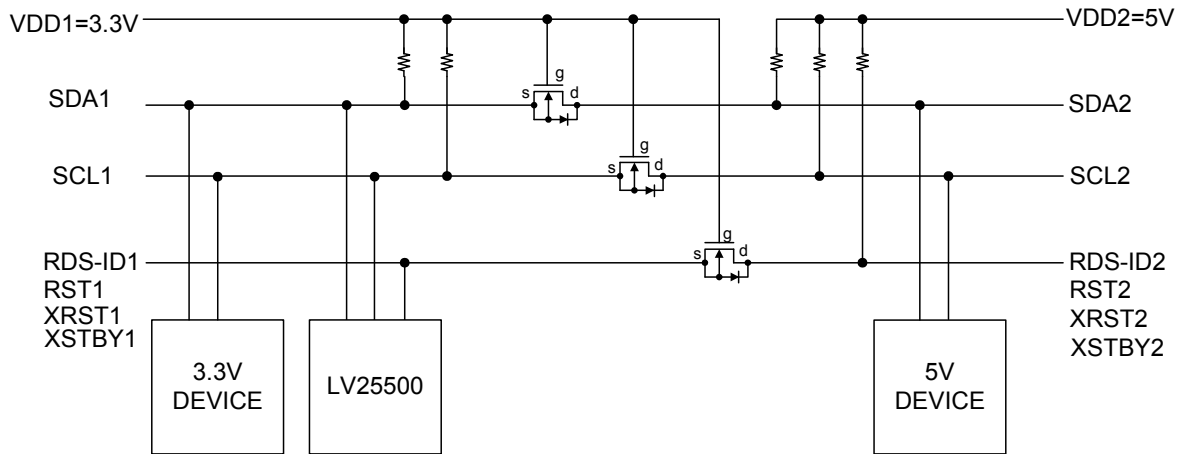 VDD1=3.3V
VDD2=5V
g
s
d
SDA1
SDA2
g
s
d
SCL1
SCL2
g
s
d
RDS-ID1
RST1
XRST1
XSTBY1
RDS-ID2
RST2
XRST2
XSTBY2
3.3V
DEVICE
LV25500
5V
DEVICE